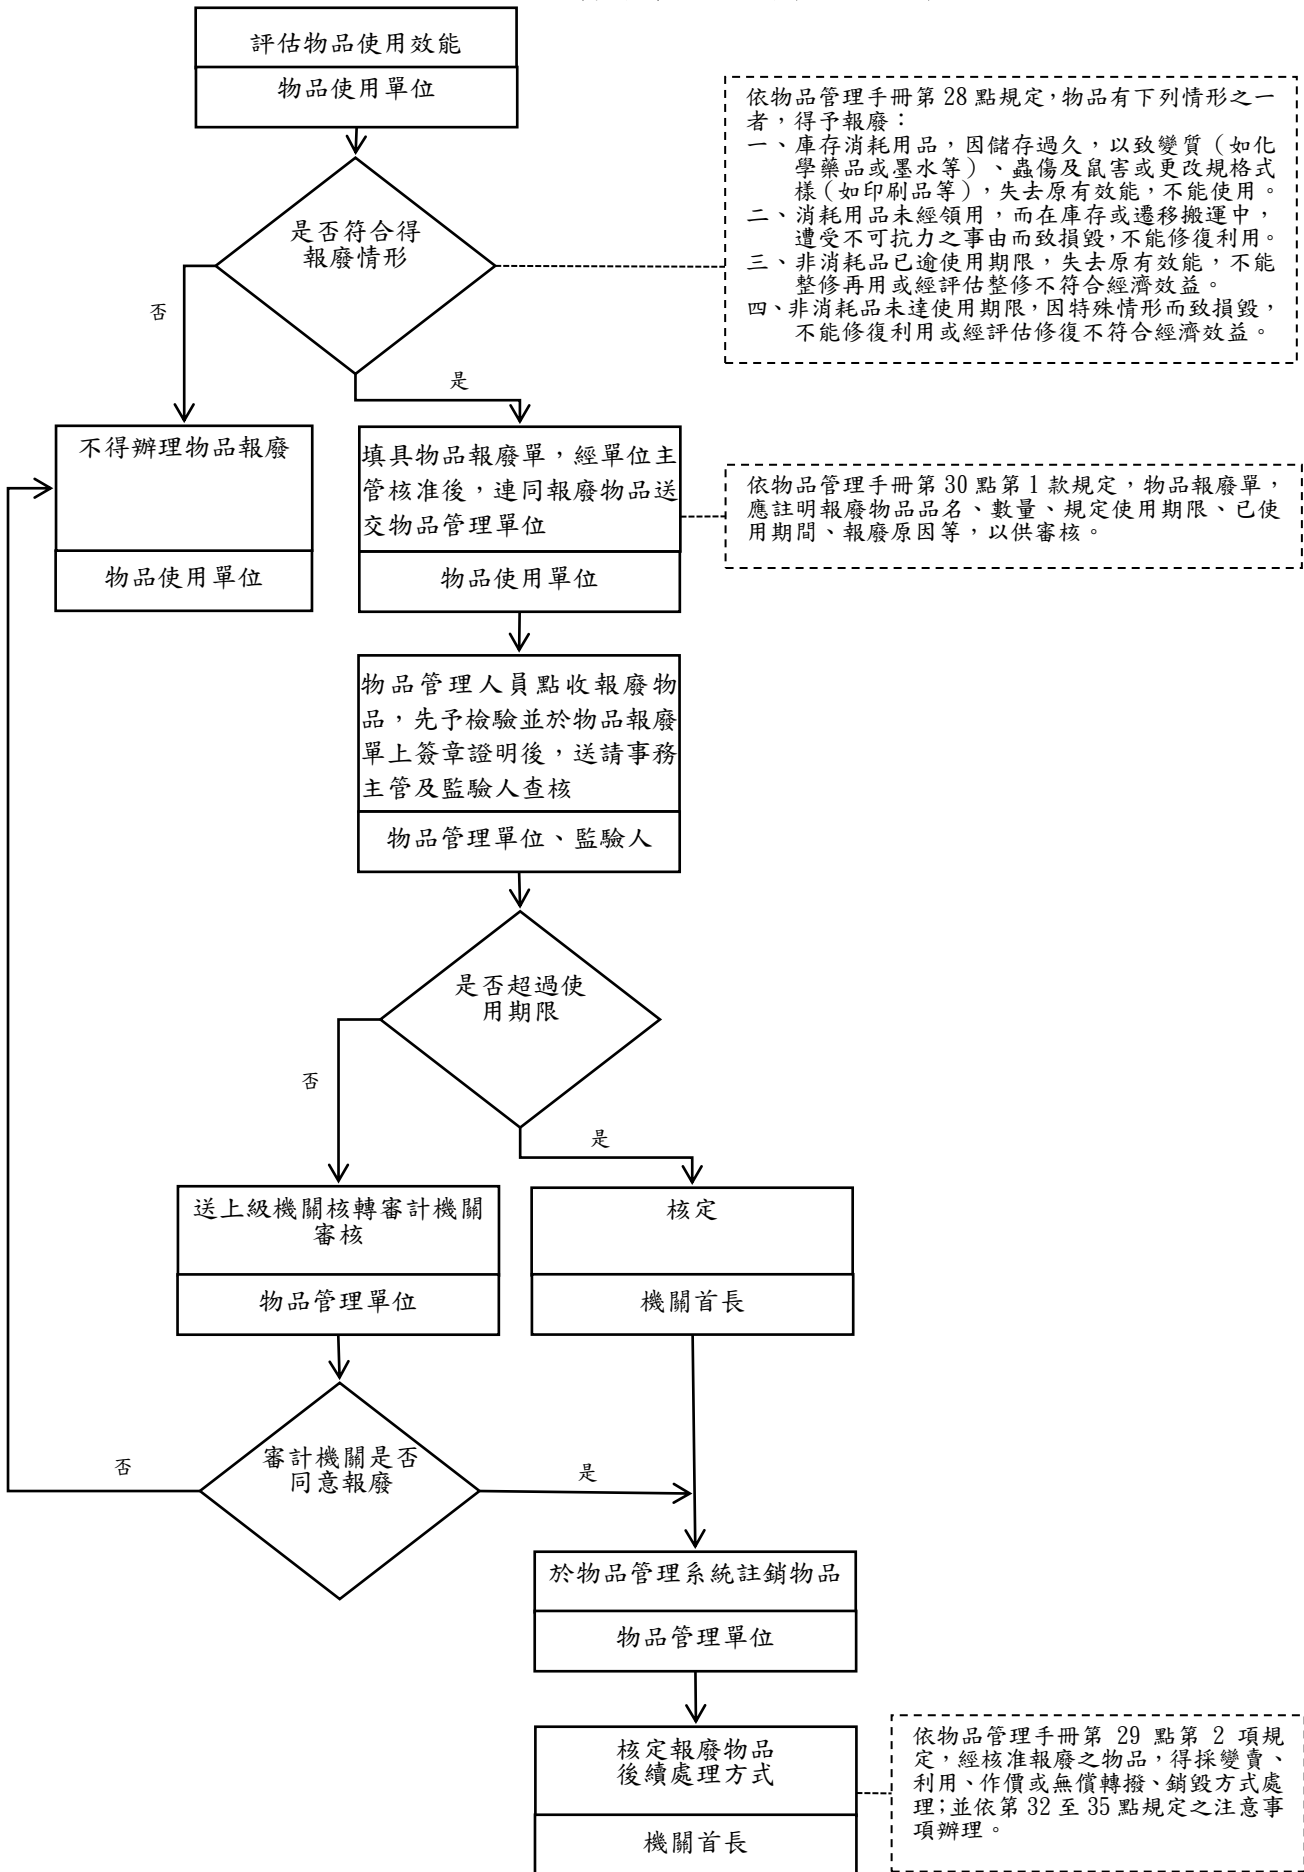 評估物品使用效能
物品使用單位
依物品管理手冊第 28 點規定，物品有下列情形之一
者，得予報廢：
一、庫存消耗用品，因儲存過久，以致變質（如化
學藥品或墨水等）、蟲傷及鼠害或更改規格式
樣（如印刷品等），失去原有效能，不能使用。
二、消耗用品未經領用，而在庫存或遷移搬運中，
遭受不可抗力之事由而致損毀，不能修復利用。
三、非消耗品已逾使用期限，失去原有效能，不能
整修再用或經評估整修不符合經濟效益。
四、非消耗品未達使用期限，因特殊情形而致損毀，
不能修復利用或經評估修復不符合經濟效益。
是否符合得
報廢情形
否
是
不得辦理物品報廢
物品使用單位
填具物品報廢單，經單位主
管核准後，連同報廢物品送
交物品管理單位
物品使用單位
依物品管理手冊第 30 點第 1 款規定，物品報廢單，
應註明報廢物品品名、數量、規定使用期限、已使
用期間、報廢原因等，以供審核。
物品管理人員點收報廢物
品，先予檢驗並於物品報廢
單上簽章證明後，送請事務
主管及監驗人查核
物品管理單位、監驗人
是否超過使
用期限
否
是
送上級機關核轉審計機關
審核
物品管理單位
核定
機關首長
審計機關是否
同意報廢
否
是
於物品管理系統註銷物品
物品管理單位
核定報廢物品
後續處理方式
機關首長
依物品管理手冊第 29 點第 2 項規
定，經核准報廢之物品，得採變賣、
利用、作價或無償轉撥、銷毀方式處
理；並依第 32 至 35 點規定之注意事
項辦理。